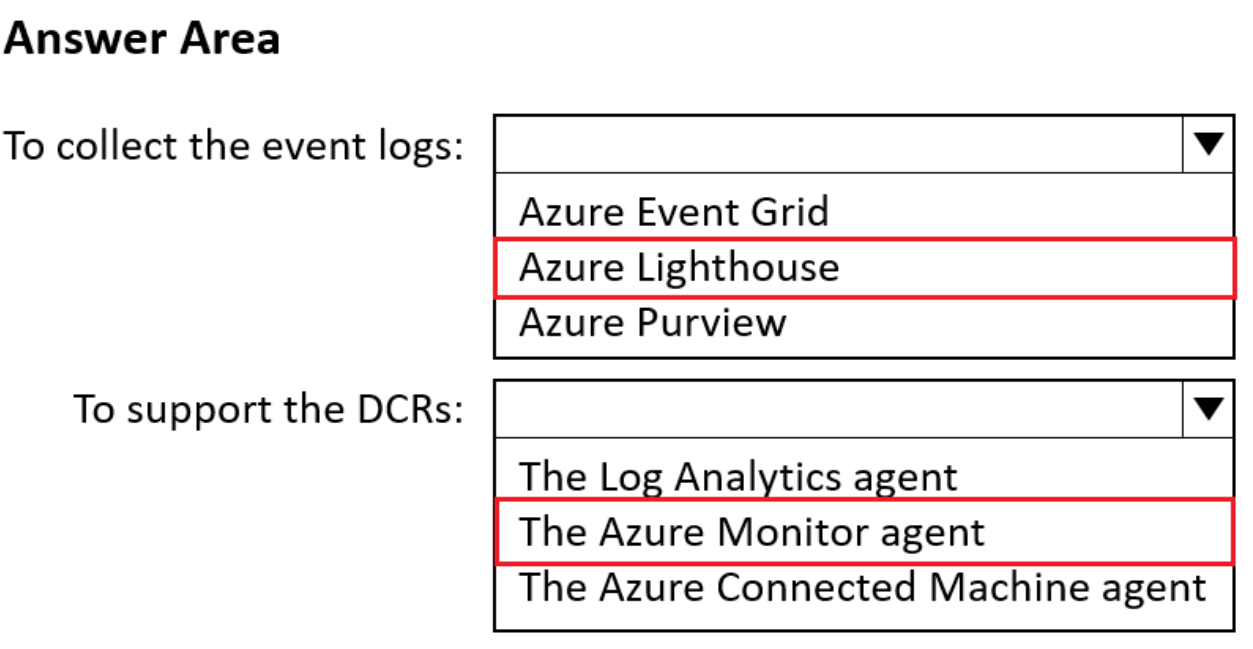 Answer Area
To collect the event logs:
Azure Event Grid
Azure Lighthouse
Azure Purview
To support the DCRs:
The Log Analytics agent
The Azure Monitor agent
The Azure Connected Machine agent